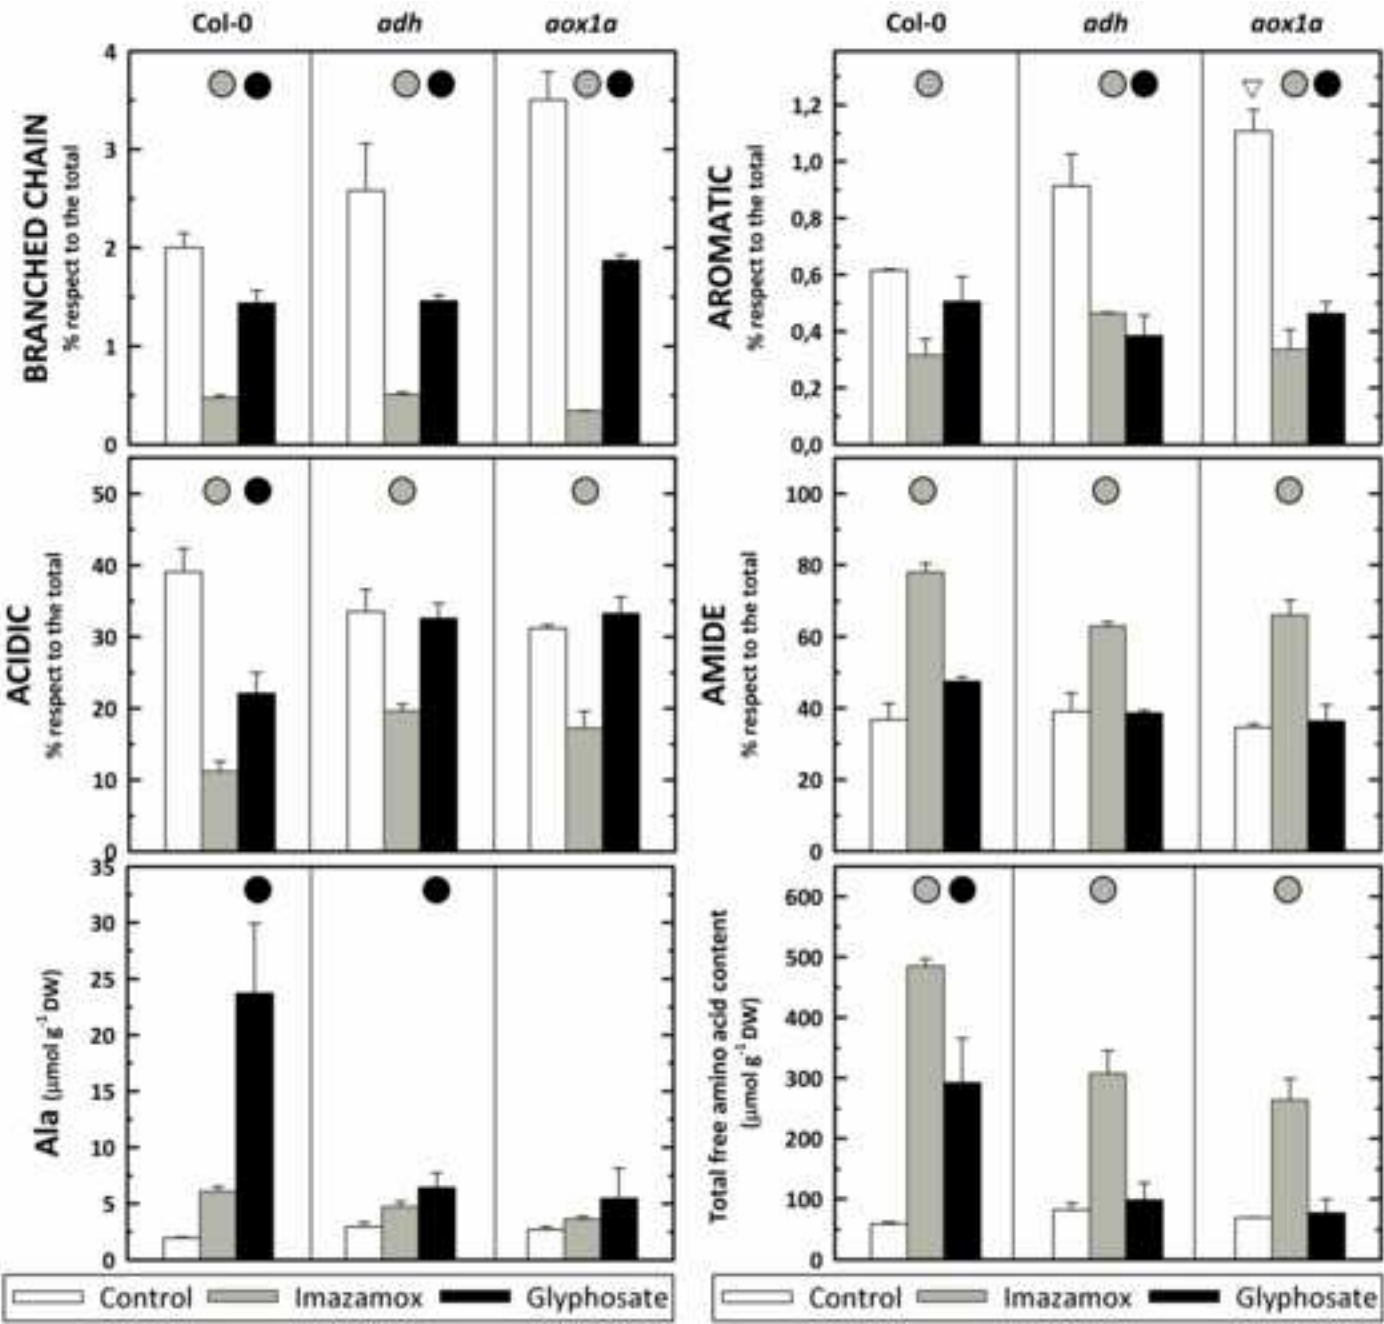 Col-0 adh aox1a
Col-0 adh aox1a
BRANCHED CHAIN
% respect to the total
4
3
2
1
0
AROMATIC
% respect to the total
1,2
1,0
0,8
0,6
0,4
0,2
0,0
ACIDIC
% respect to the total
50
40
30
20
10
0
AMIDE
% respect to the total
100
80
60
40
20
0
Ala (μmol g⁻¹ DW)
35
30
25
20
15
10
5
0
Total free amino acid content
(μmol g⁻¹ DW)
600
500
400
300
200
100
0
Control Imazamox Glyphosate
Control Imazamox Glyphosate